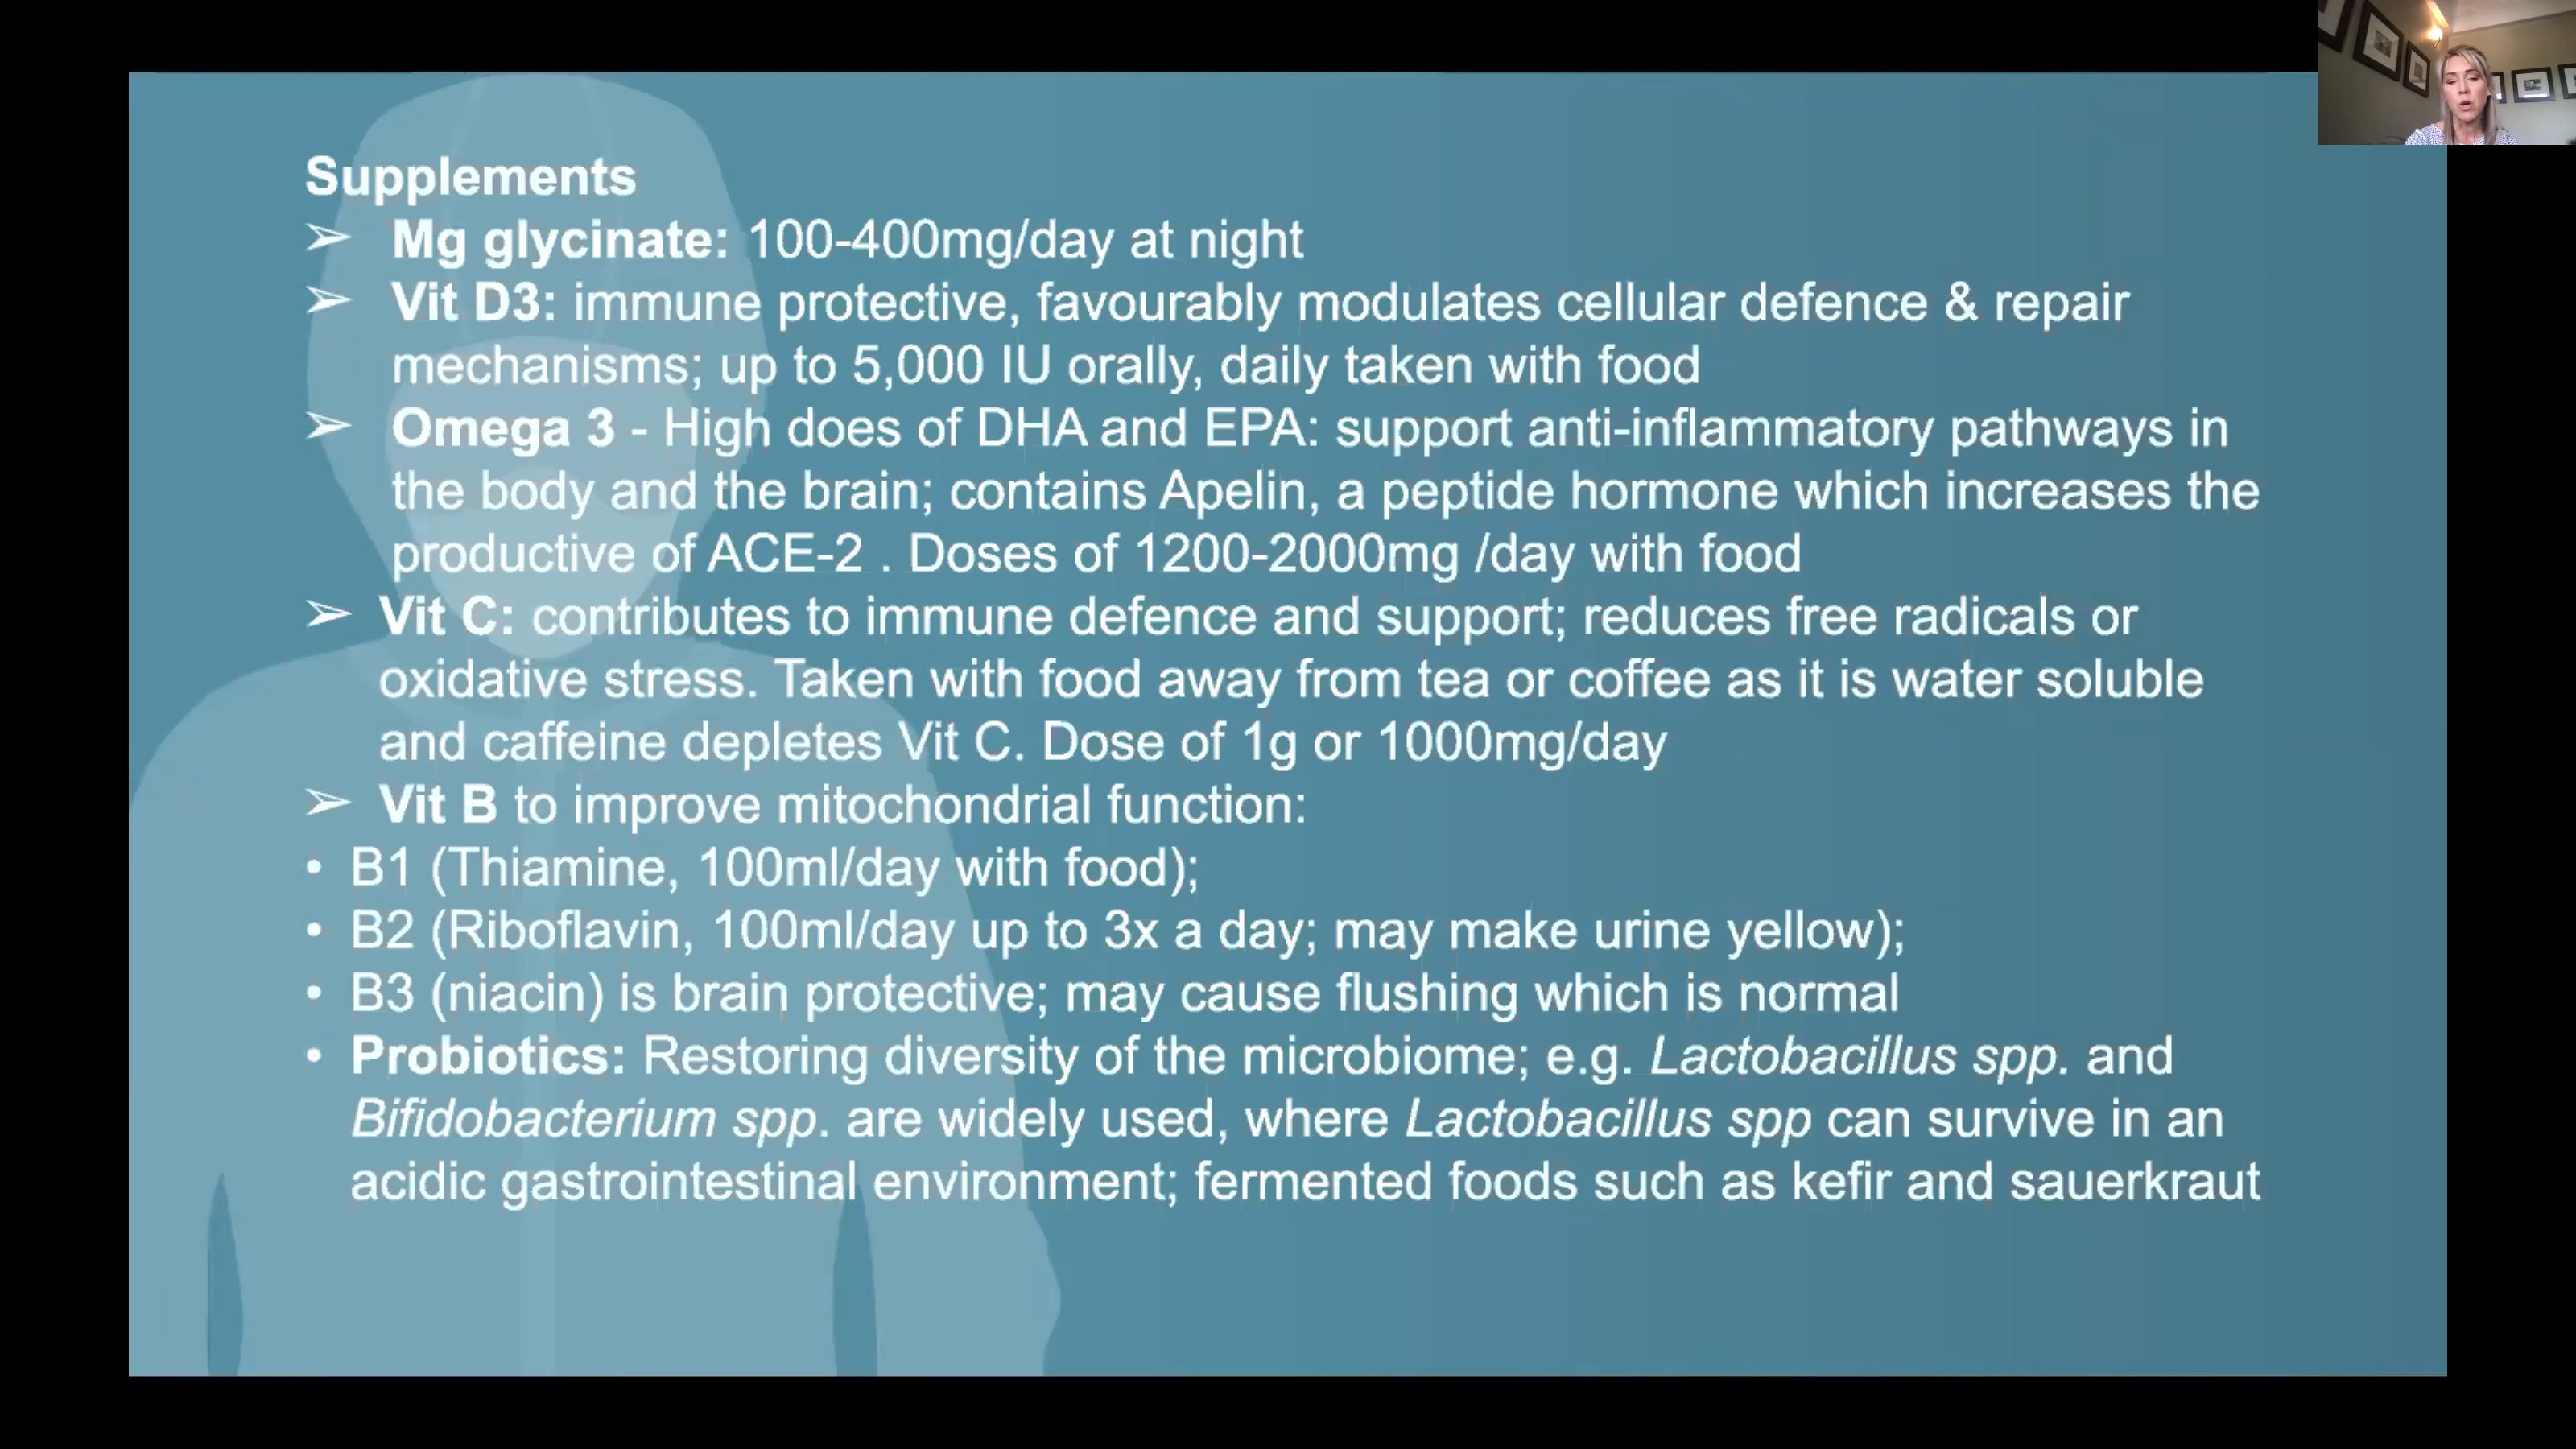 Supplements
➢ Mg glycinate: 100-400mg/day at night
➢ Vit D3: immune protective, favourably modulates cellular defence & repair
mechanisms; up to 5,000 IU orally, daily taken with food
➢ Omega 3 - High does of DHA and EPA: support anti-inflammatory pathways in
the body and the brain; contains Apelin, a peptide hormone which increases the
productive of ACE-2 . Doses of 1200-2000mg /day with food
➢ Vit C: contributes to immune defence and support; reduces free radicals or
oxidative stress. Taken with food away from tea or coffee as it is water soluble
and caffeine depletes Vit C. Dose of 1g or 1000mg/day
➢ Vit B to improve mitochondrial function:
• B1 (Thiamine, 100ml/day with food);
• B2 (Riboflavin, 100ml/day up to 3x a day; may make urine yellow);
• B3 (niacin) is brain protective; may cause flushing which is normal
• Probiotics: Restoring diversity of the microbiome; e.g. Lactobacillus spp. and
Bifidobacterium spp. are widely used, where Lactobacillus spp can survive in an
acidic gastrointestinal environment; fermented foods such as kefir and sauerkraut